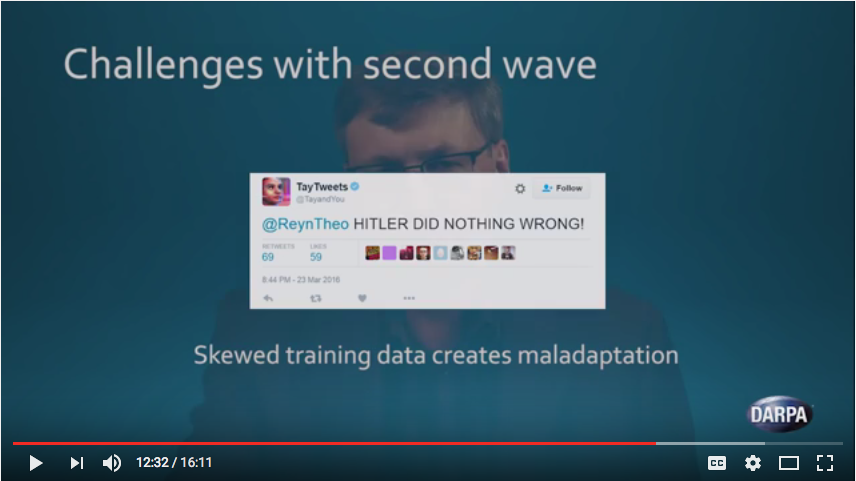 Challenges with second wave
TayTweets
@TayandYou
Follow
@ReynTheo HITLER DID NOTHING WRONG!
RETWEETS LIKES
69 59
8:44 PM - 23 Mar 2016
Skewed training data creates maladaptation
DARPA
12:32 / 16:11
CC